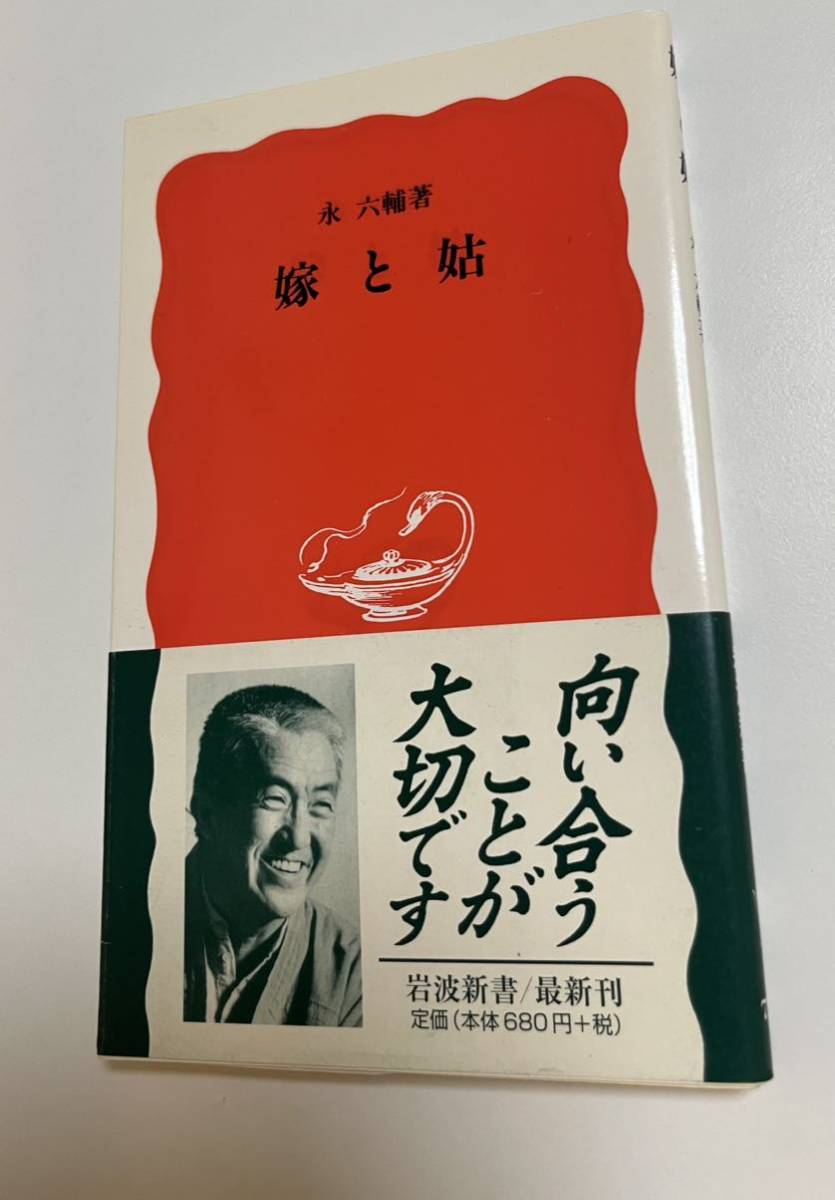 永 六輔著
嫁と姑
向い合う
ことが
大切です
岩波新書/最新刊
定価(本体680円+税)